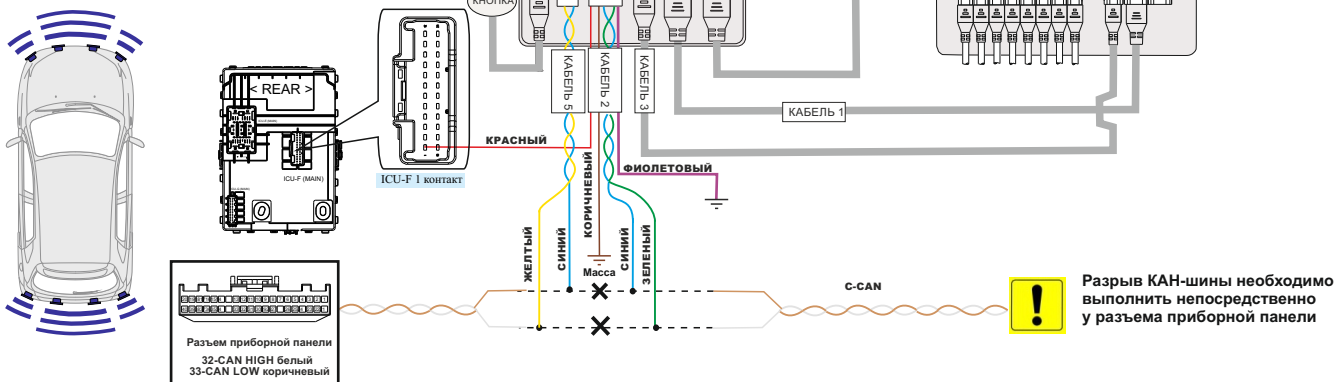 КНОПКА
< REAR >
ICU-F (MAIN)
ICU-F 1 контакт
КРАСНЫЙ
КАБЕЛЬ 5
КАБЕЛЬ 2
КАБЕЛЬ 3
КАБЕЛЬ 1
ФИОЛЕТОВЫЙ
КОРИЧНЕВЫЙ
ЖЕЛТЫЙ
СИНИЙ
Масса
СИНИЙ
ЗЕЛЕНЫЙ
C-CAN
Разъем приборной панели
32-CAN HIGH белый
33-CAN LOW коричневый
Разрыв КАН-шины необходимо
выполнить непосредственно
у разъема приборной панели